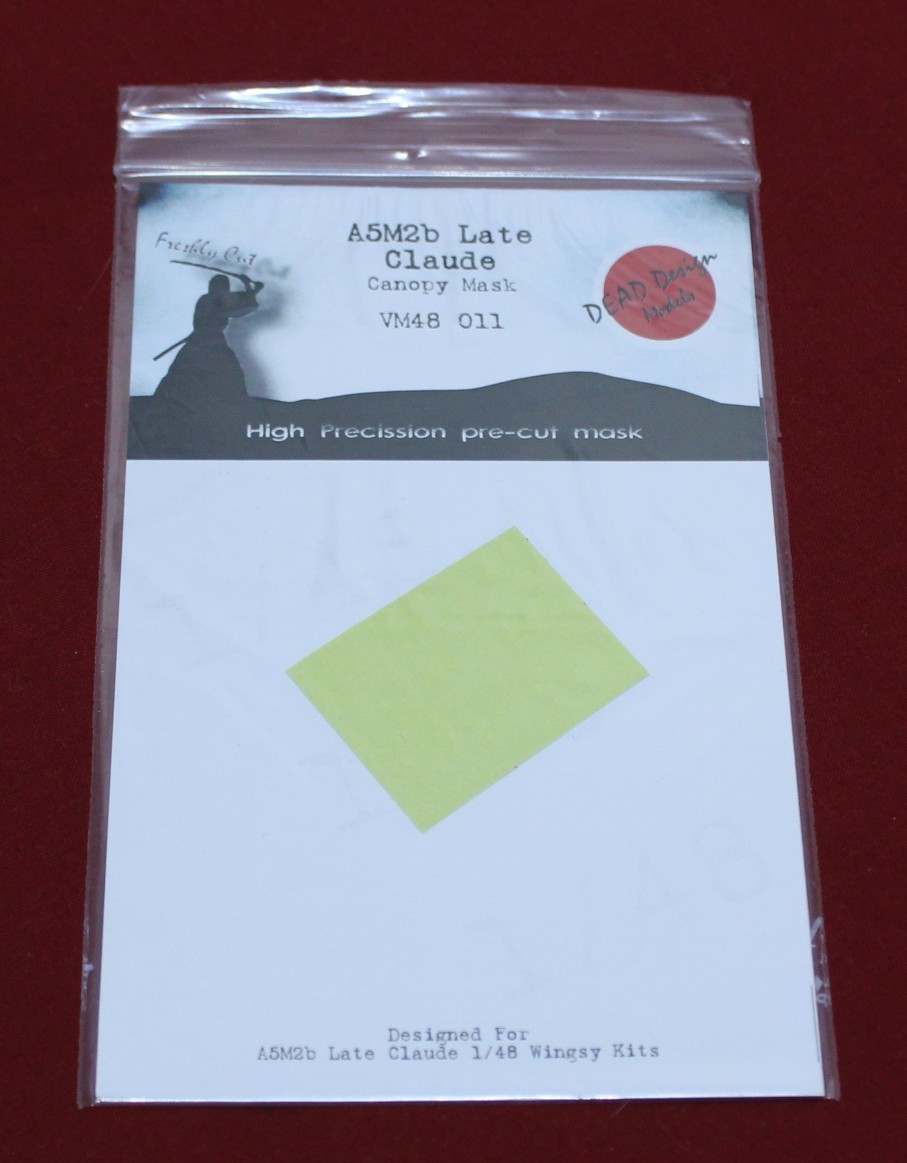 A5M2b Late
Claude
Canopy Mask
VM48 011
Freshly Cut
DEAD Design
Models
High Precission pre-cut mask
Designed For
A5M2b Late Claude 1/48 Wingsy Kits